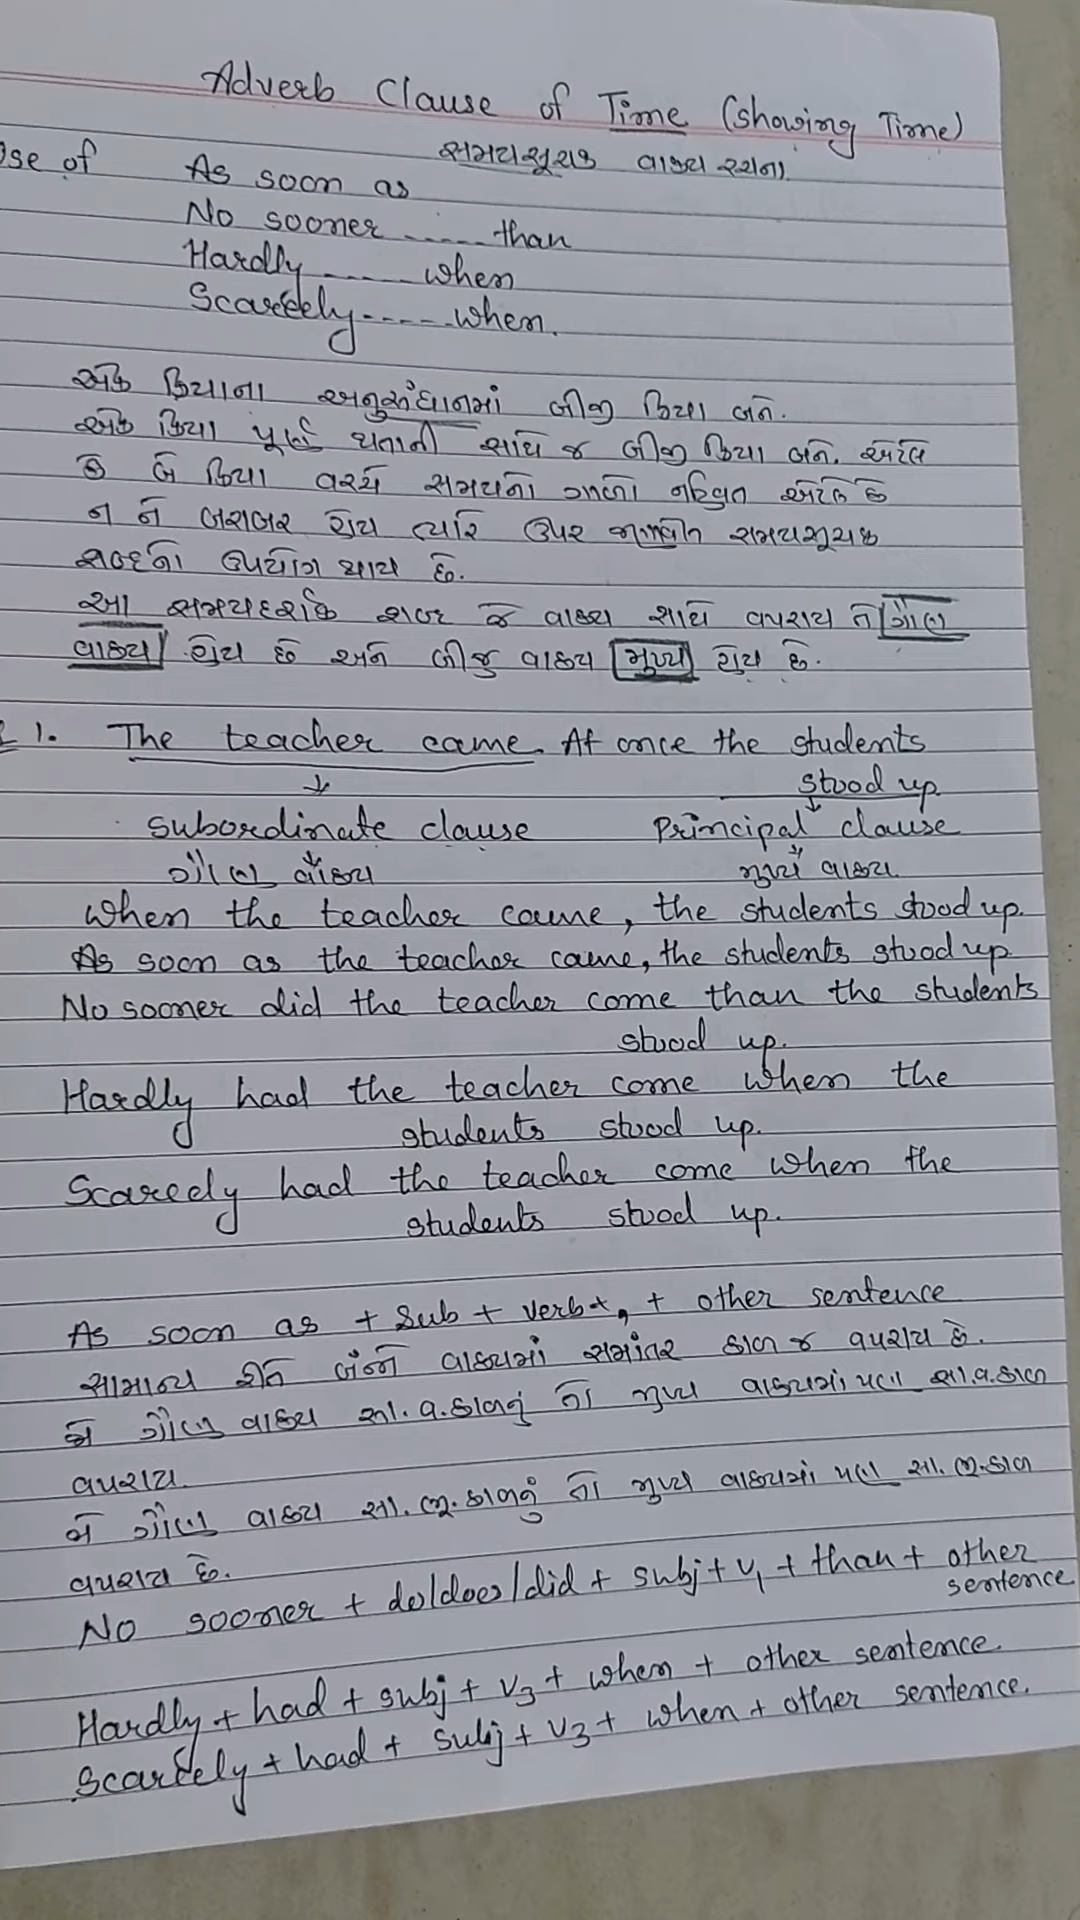 Adverb Clause of Time (showing Time)
સમયસૂચક વાક્ય રચના.
Use of As soon as
No sooner ..... than
Hardly ..... when
Scarcely ..... when.
એક ક્રિયાના અનુસંધાનમાં બીજી ક્રિયા બને.
એક ક્રિયા પૂર્ણ થતાની સાથે જ બીજી ક્રિયા બને. એટલે
કે બે ક્રિયા વચ્ચે સમયનો ગાળો નહિવત એટલે કે
ન ને બરાબર હોય ત્યારે ઉપર જણાવેલ સમયસૂચક
શબ્દનો ઉપયોગ થાય છે.
આ સમયદર્શક શબ્દ જે વાક્ય સાથે વપરાય તે ગૌણ
વાક્ય હોય છે અને બીજુ વાક્ય મુખ્ય હોય છે.
1. The teacher came. At once the students
stood up.
Subordinate clause Principal clause
ગૌણ વાક્ય મુખ્ય વાક્ય
When the teacher came, the students stood up.
As soon as the teacher came, the students stood up
No sooner did the teacher come than the students
stood up.
Hardly had the teacher come when the
students stood up.
Scarcely had the teacher come when the
students stood up.
As soon as + Sub + verb+, + other sentence
સામાન્ય રીતે બંને વાક્યમાં સમાંતર કાળ જ વપરાય છે.
જો ગૌણ વાક્ય સા. વ. કાળનું તો મુખ્ય વાક્યમાં પણ સા. વ. કાળ
વપરાય.
જો ગૌણ વાક્ય સા. ભૂ. કાળનું તો મુખ્ય વાક્યમાં પણ સા. ભૂ. કાળ
વપરાય છે.
No sooner + do/does/did + subj + V1 + than + other
sentence
Hardly + had + subj + V3 + when + other sentence.
Scarcely + had + subj + V3 + when + other sentence.